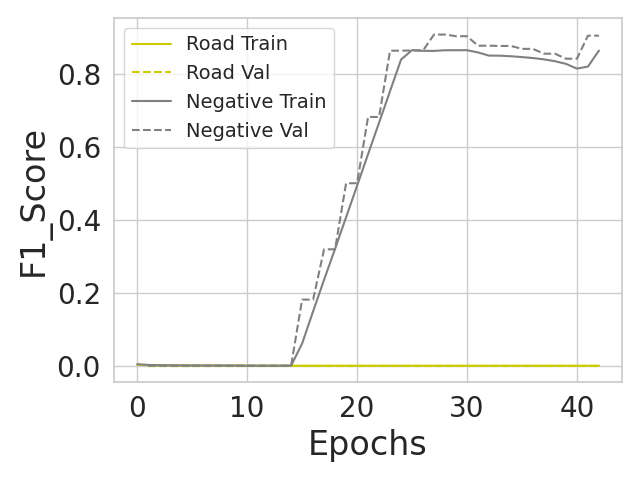 Road Train
Road Val
Negative Train
Negative Val
0.8
0.6
0.4
0.2
0.0
F1_Score
0 10 20 30 40
Epochs